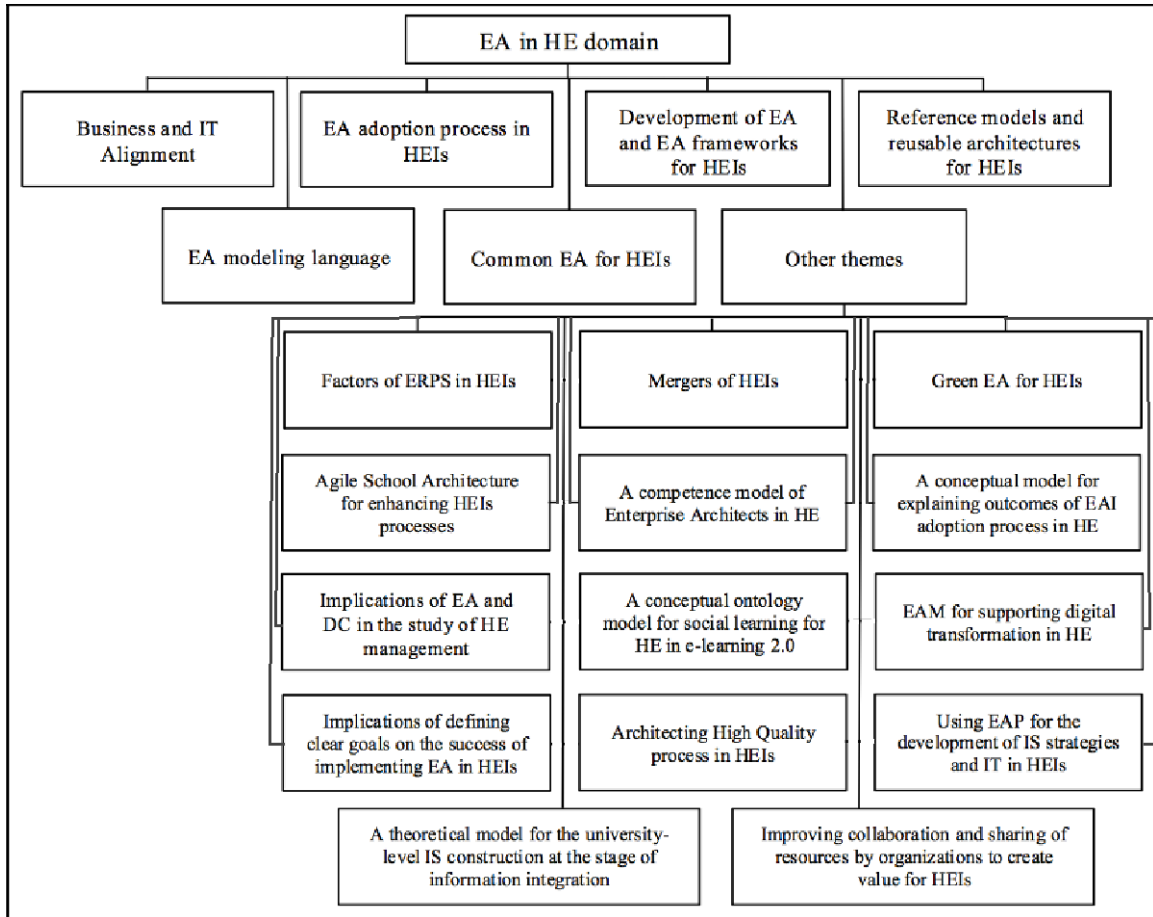 EA in HE domain
Business and IT
Alignment
EA adoption process in
HEIs
Development of EA
and EA frameworks
for HEIs
Reference models and
reusable architectures
for HEIs
EA modeling language
Common EA for HEIs
Other themes
Factors of ERPS in HEIs
Mergers of HEIs
Green EA for HEIs
Agile School Architecture
for enhancing HEIs
processes
A competence model of
Enterprise Architects in HE
A conceptual model for
explaining outcomes of EAI
adoption process in HE
Implications of EA and
DC in the study of HE
management
A conceptual ontology
model for social learning for
HE in e-learning 2.0
EAM for supporting digital
transformation in HE
Implications of defining
clear goals on the success of
implementing EA in HEIs
Architecting High Quality
process in HEIs
Using EAP for the
development of IS strategies
and IT in HEIs
A theoretical model for the university-
level IS construction at the stage of
information integration
Improving collaboration and sharing of
resources by organizations to create
value for HEIs